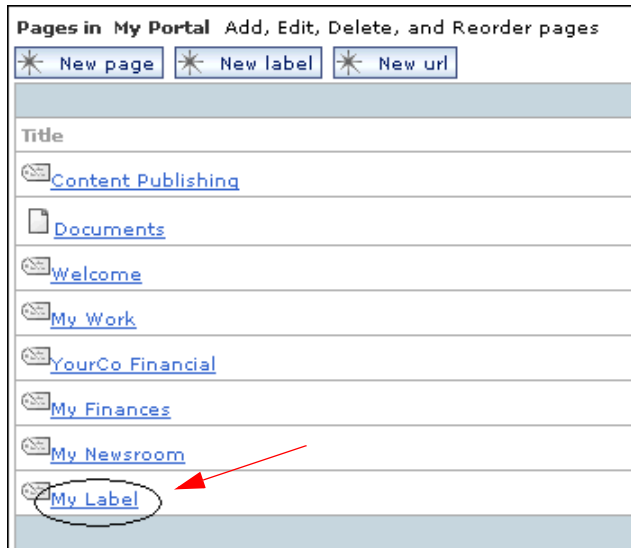 Pages in My Portal Add, Edit, Delete, and Reorder pages
New page New label New url
Title
Content Publishing
Documents
Welcome
My Work
YourCo Financial
My Finances
My Newsroom
My Label